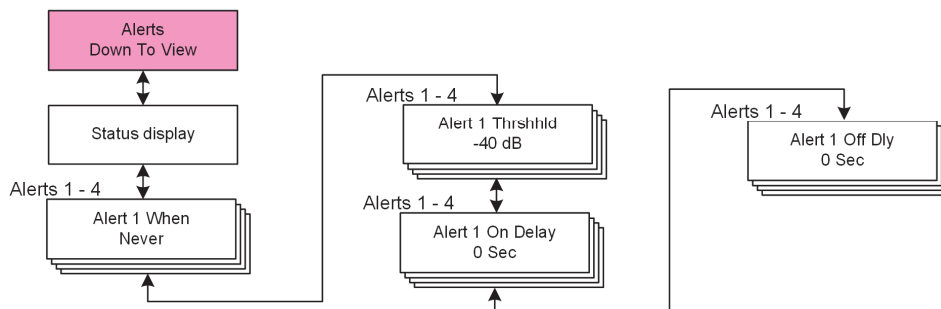 Alerts
Down To View
Status display
Alerts 1 - 4
Alert 1 When
Never
Alerts 1 - 4
Alert 1 Thrshhld
-40 dB
Alerts 1 - 4
Alert 1 On Delay
0 Sec
Alerts 1 - 4
Alert 1 Off Dly
0 Sec